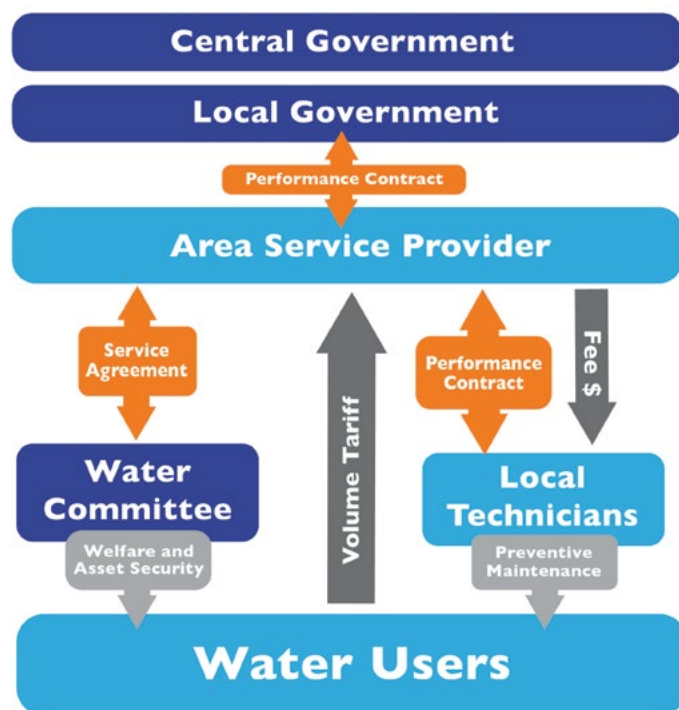 Central Government
Local Government
Performance Contract
Area Service Provider
Service
Agreement
Volume Tariff
Performance
Contract
Fee $
Water
Committee
Local
Technicians
Welfare and
Asset Security
Preventive
Maintenance
Water Users